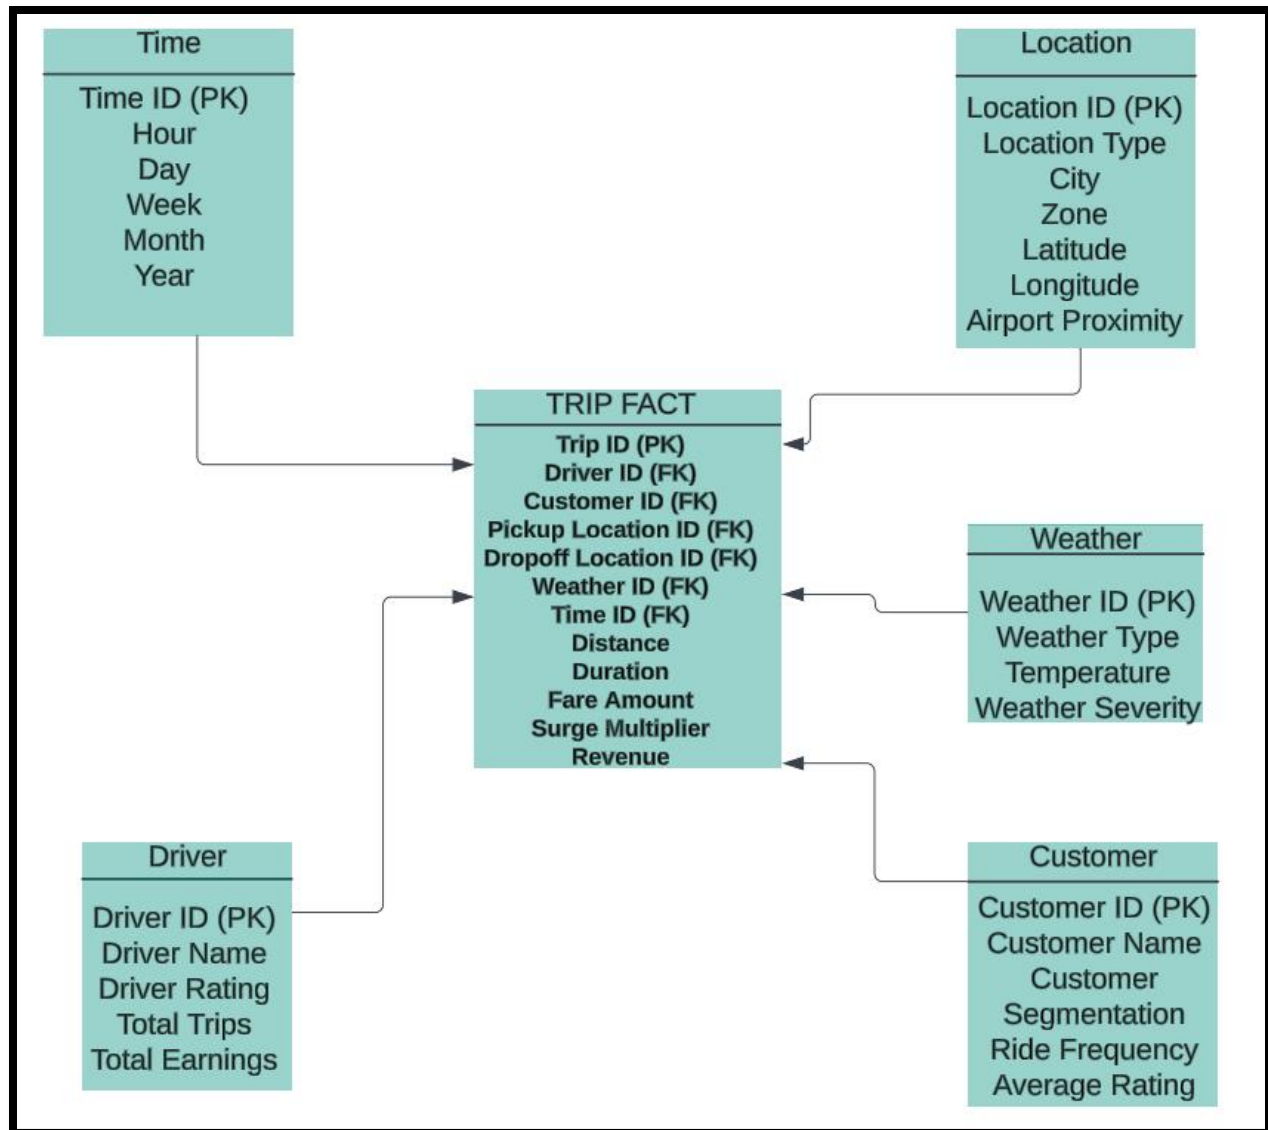 Time
Time ID (PK)
Hour
Day
Week
Month
Year
Location
Location ID (PK)
Location Type
City
Zone
Latitude
Longitude
Airport Proximity
TRIP FACT
Trip ID (PK)
Driver ID (FK)
Customer ID (FK)
Pickup Location ID (FK)
Dropoff Location ID (FK)
Weather ID (FK)
Time ID (FK)
Distance
Duration
Fare Amount
Surge Multiplier
Revenue
Weather
Weather ID (PK)
Weather Type
Temperature
Weather Severity
Driver
Driver ID (PK)
Driver Name
Driver Rating
Total Trips
Total Earnings
Customer
Customer ID (PK)
Customer Name
Customer
Segmentation
Ride Frequency
Average Rating